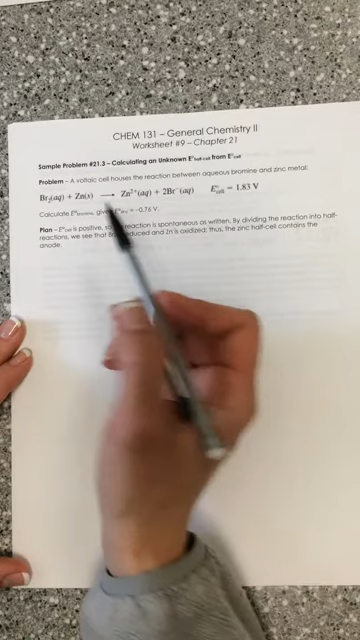 CHEM 131 – General Chemistry II
Worksheet #9 – Chapter 21
Sample Problem #21.3 – Calculating an Unknown E°half-cell from E°cell
Problem – A voltaic cell houses the reaction between aqueous bromine and zinc metal:
Br₂(aq) + Zn(s) ⟶ Zn²⁺(aq) + 2Br⁻(aq) E°cell = 1.83 V
Calculate E°bromine, = −0.76 V.
Plan – E°cell is positive, reaction is spontaneous as written. By dividing the reaction into half-
reactions, we see that reduced and Zn is oxidized; thus, the zinc half-cell contains the
anode.